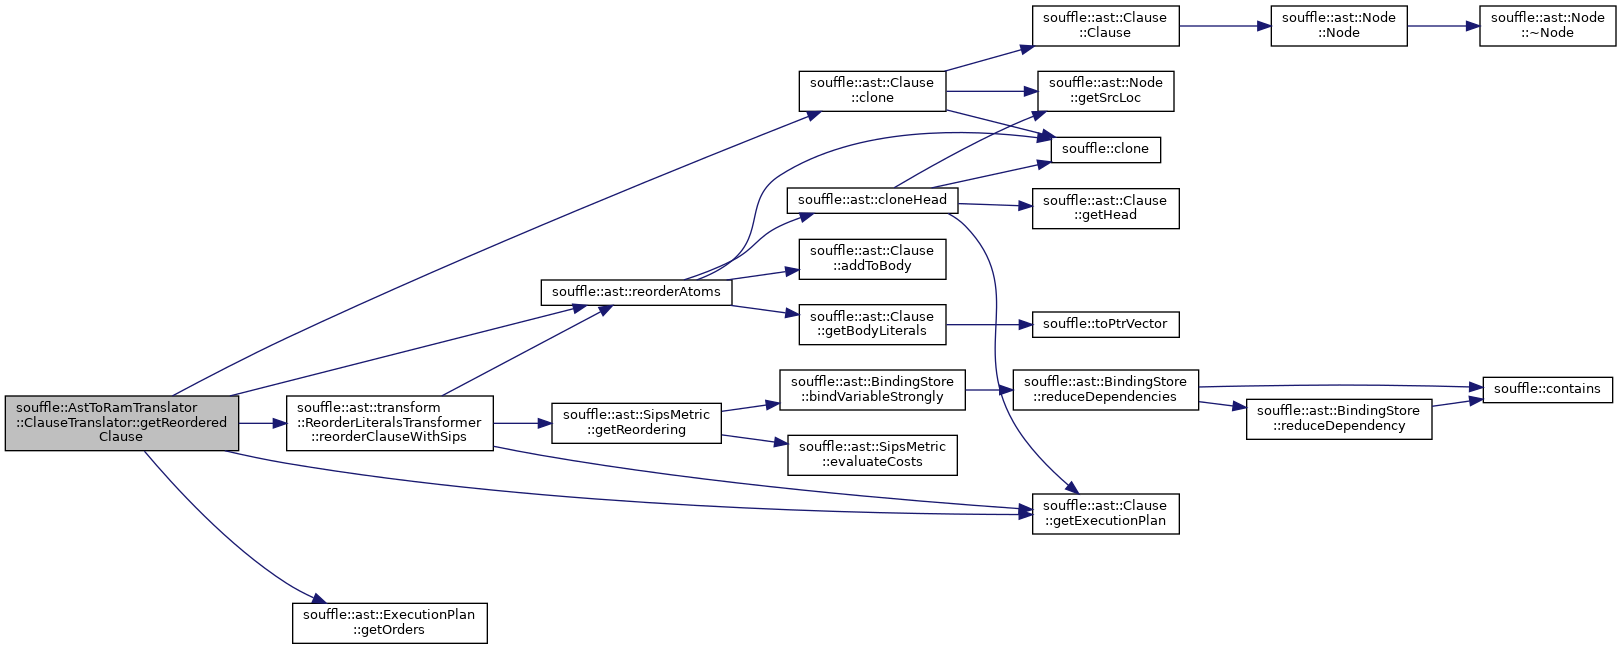 souffle::AstToRamTranslator
::ClauseTranslator::getReordered
Clause
souffle::ast::Clause
::clone
souffle::ast::Clause
::Clause
souffle::ast::Node
::Node
souffle::ast::Node
::~Node
souffle::ast::Node
::getSrcLoc
souffle::clone
souffle::ast::cloneHead
souffle::ast::Clause
::getHead
souffle::ast::Clause
::addToBody
souffle::ast::reorderAtoms
souffle::ast::Clause
::getBodyLiterals
souffle::toPtrVector
souffle::ast::transform
::ReorderLiteralsTransformer
::reorderClauseWithSips
souffle::ast::SipsMetric
::getReordering
souffle::ast::BindingStore
::bindVariableStrongly
souffle::ast::BindingStore
::reduceDependencies
souffle::contains
souffle::ast::BindingStore
::reduceDependency
souffle::ast::SipsMetric
::evaluateCosts
souffle::ast::Clause
::getExecutionPlan
souffle::ast::ExecutionPlan
::getOrders